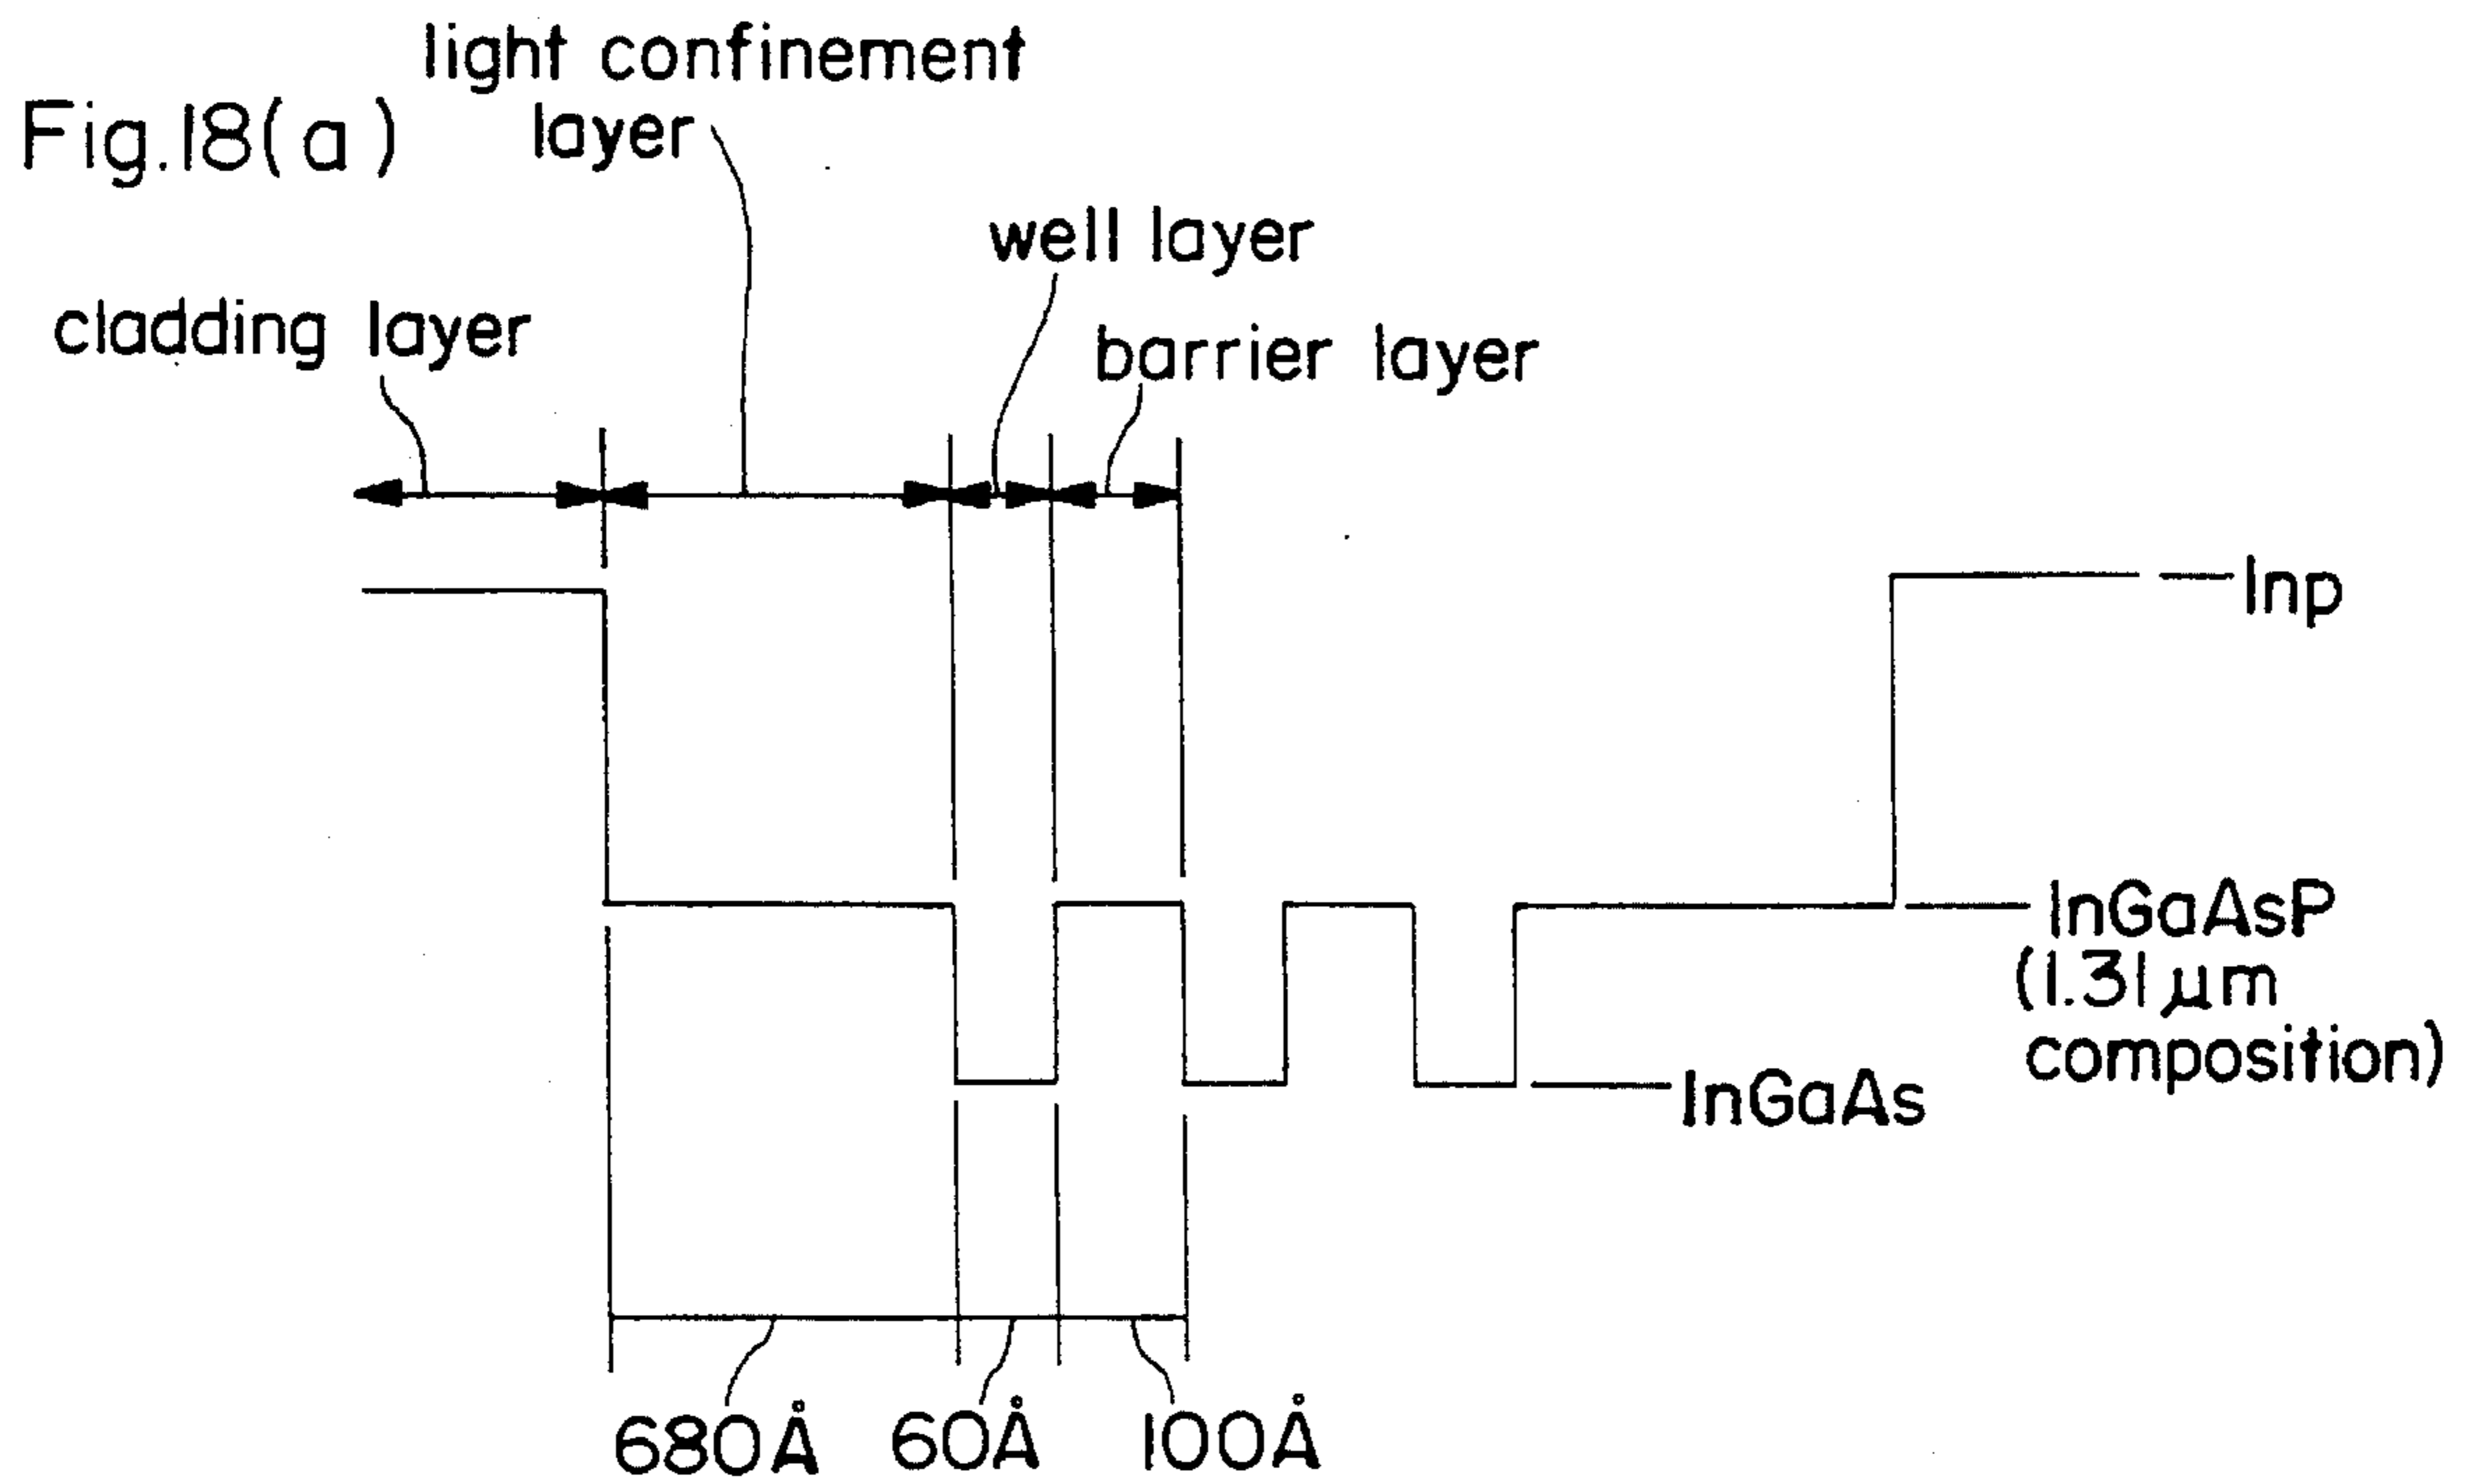 Fig.18(a)
light confinement
layer
well layer
cladding layer
barrier layer
Inp
InGaAsP
(1.31μm
composition)
InGaAs
680Å
60Å
100Å